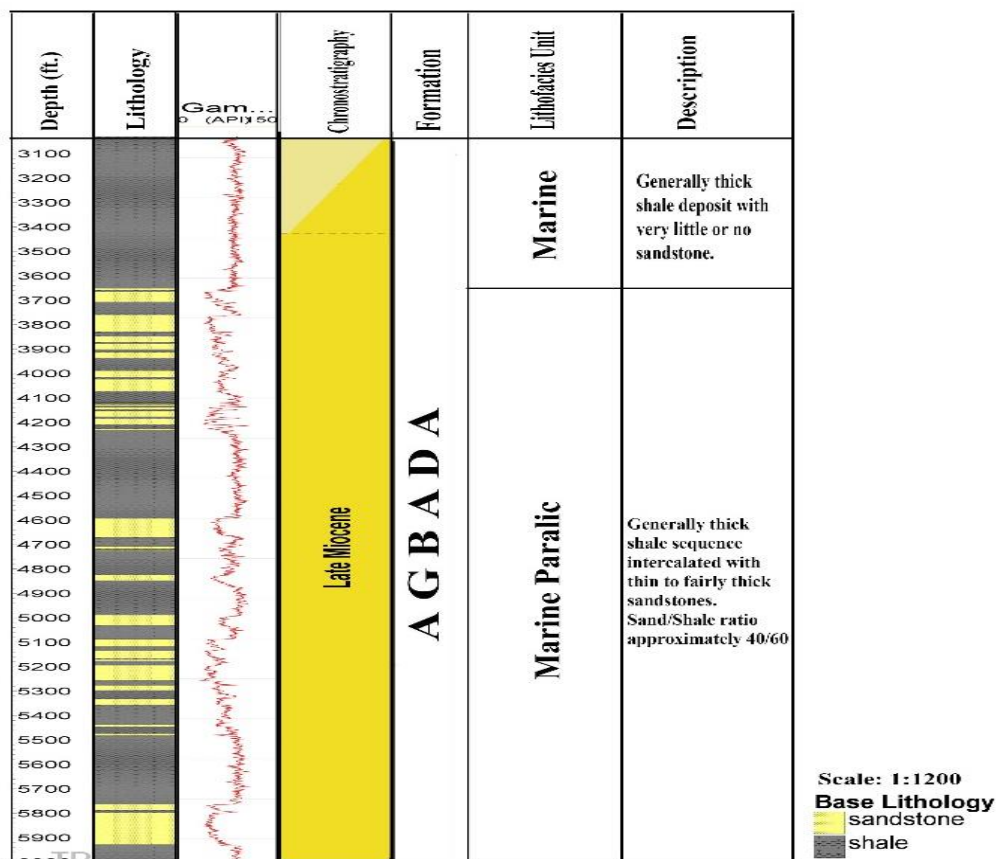 Depth (ft.)
Lithology
Gam...
0 (API)150
Chronostratigraphy
Formation
Lithofacies Unit
Description
3100
3200
3300
3400
3500
3600
3700
3800
3900
4000
4100
4200
4300
4400
4500
4600
4700
4800
4900
5000
5100
5200
5300
5400
5500
5600
5700
5800
5900
Late Miocene
AGBADA
Marine
Generally thick
shale deposit with
very little or no
sandstone.
Marine Paralic
Generally thick
shale sequence
intercalated with
thin to fairly thick
sandstones.
Sand/Shale ratio
approximately 40/60
Scale: 1:1200
Base Lithology
sandstone
shale